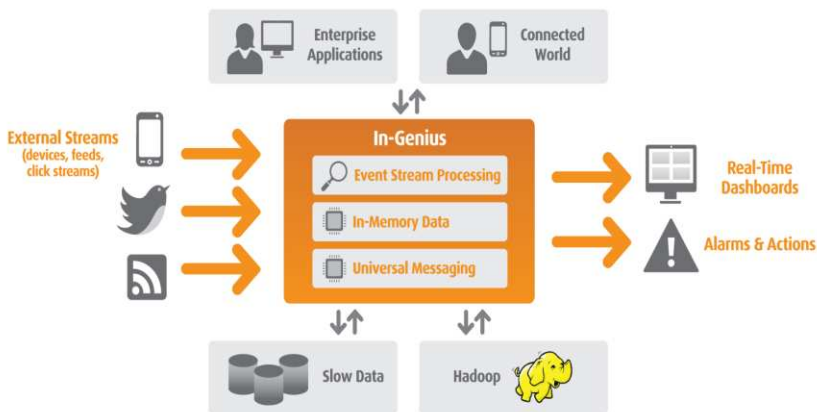 Enterprise
Applications
Connected
World
External Streams
(devices, feeds,
click streams)
In-Genius
Event Stream Processing
In-Memory Data
Universal Messaging
Real-Time
Dashboards
Alarms & Actions
Slow Data
Hadoop